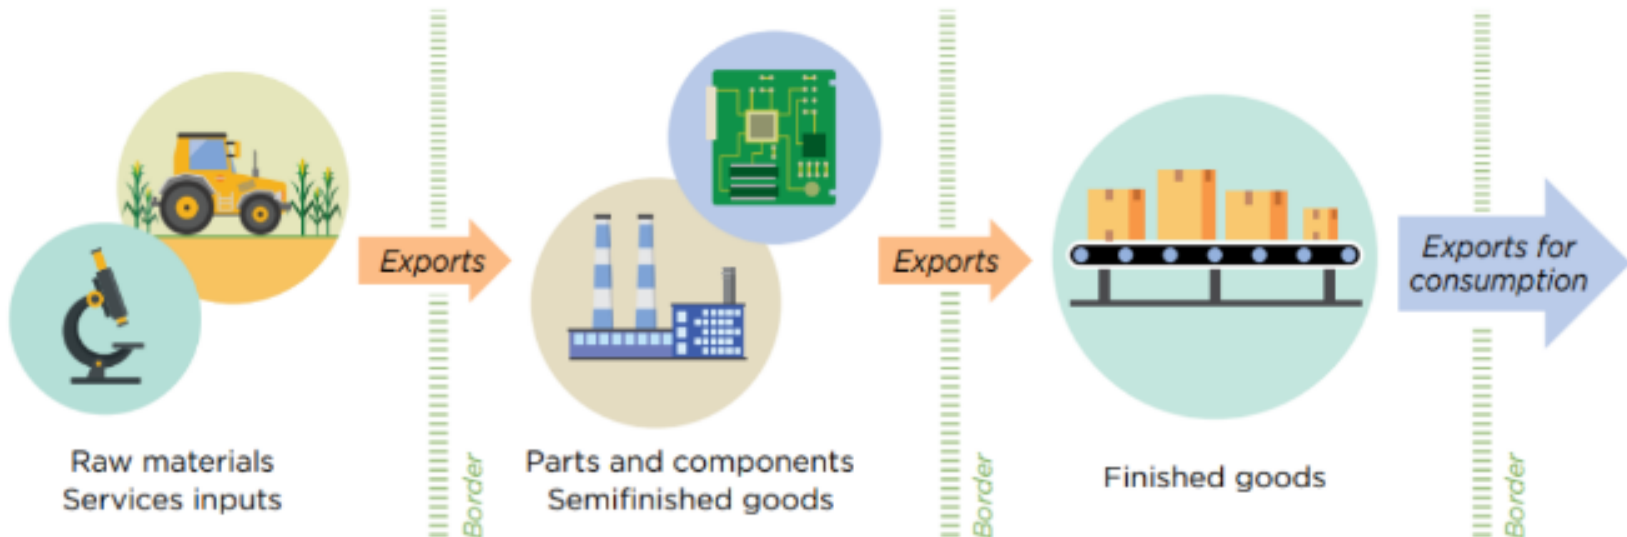 Exports
Exports
Exports for
consumption
Raw materials
Services inputs
Border
Parts and components
Semifinished goods
Border
Finished goods
Border